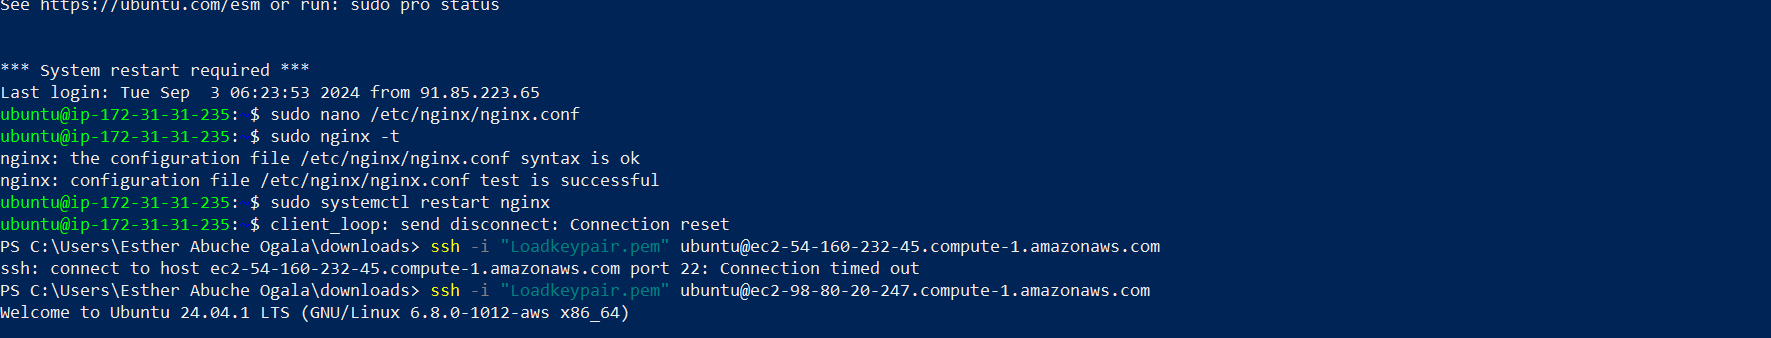 See https://ubuntu.com/esm or run: sudo pro status
*** System restart required ***
Last login: Tue Sep  3 06:23:53 2024 from 91.85.223.65
ubuntu@ip-172-31-31-235:~$ sudo nano /etc/nginx/nginx.conf
ubuntu@ip-172-31-31-235:~$ sudo nginx -t
nginx: the configuration file /etc/nginx/nginx.conf syntax is ok
nginx: configuration file /etc/nginx/nginx.conf test is successful
ubuntu@ip-172-31-31-235:~$ sudo systemctl restart nginx
ubuntu@ip-172-31-31-235:~$ client_loop: send disconnect: Connection reset
PS C:\Users\Esther Abuche Ogala\downloads> ssh -i "Loadkeypair.pem" ubuntu@ec2-54-160-232-45.compute-1.amazonaws.com
ssh: connect to host ec2-54-160-232-45.compute-1.amazonaws.com port 22: Connection timed out
PS C:\Users\Esther Abuche Ogala\downloads> ssh -i "Loadkeypair.pem" ubuntu@ec2-98-80-20-247.compute-1.amazonaws.com
Welcome to Ubuntu 24.04.1 LTS (GNU/Linux 6.8.0-1012-aws x86_64)